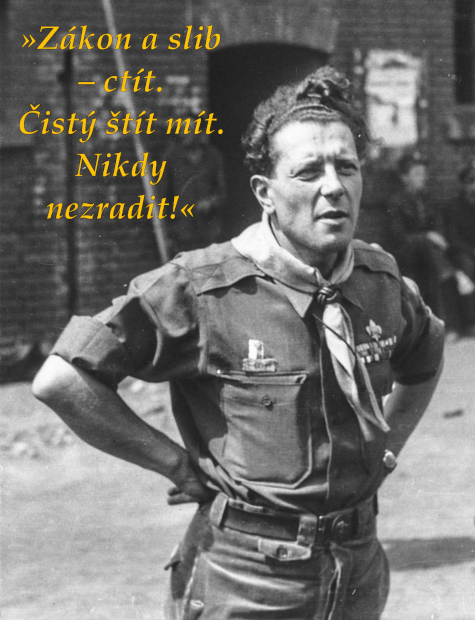 »Zákon a slib
– ctít.
Čistý štít mít.
Nikdy
nezradit!«